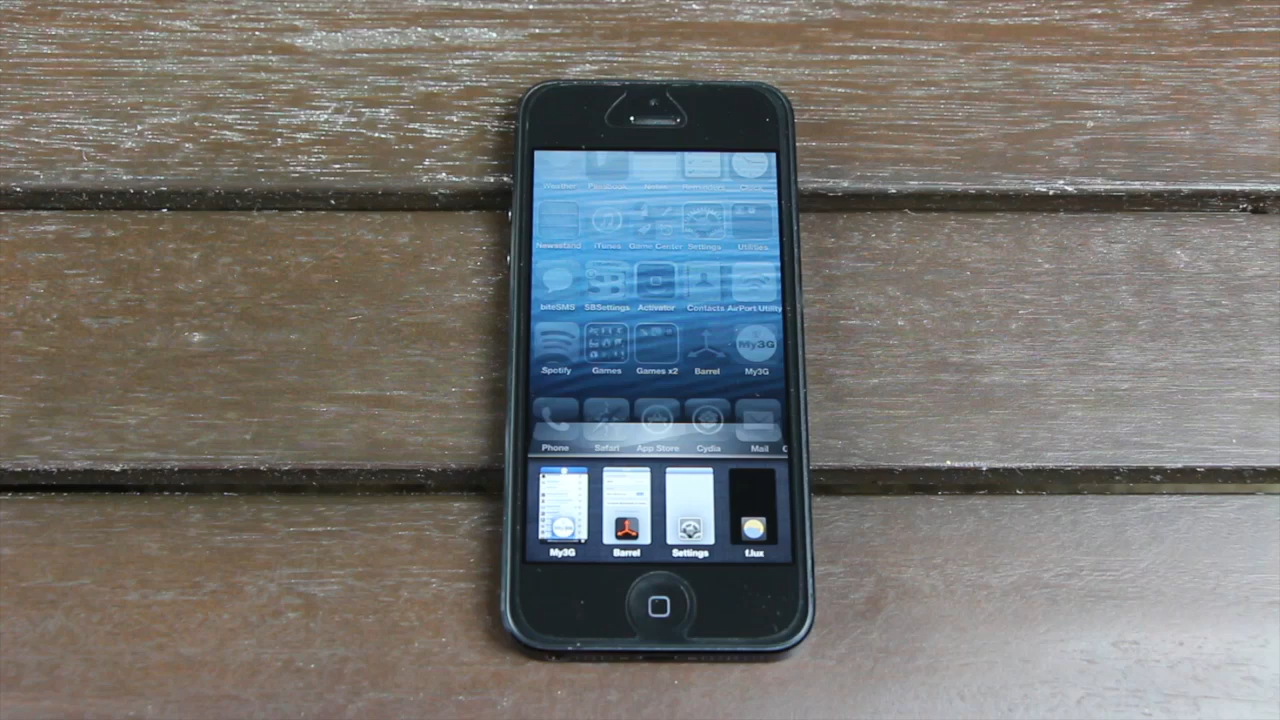 Weather Passbook Notes Reminders Clock
Newsstand iTunes Game Center Settings Utilities
biteSMS SBSettings Activator Contacts AirPort Utility
My3G
Spotify Games Games x2 Barrel My3G
Phone Safari App Store Cydia Mail
My3G Barrel Settings f.lux